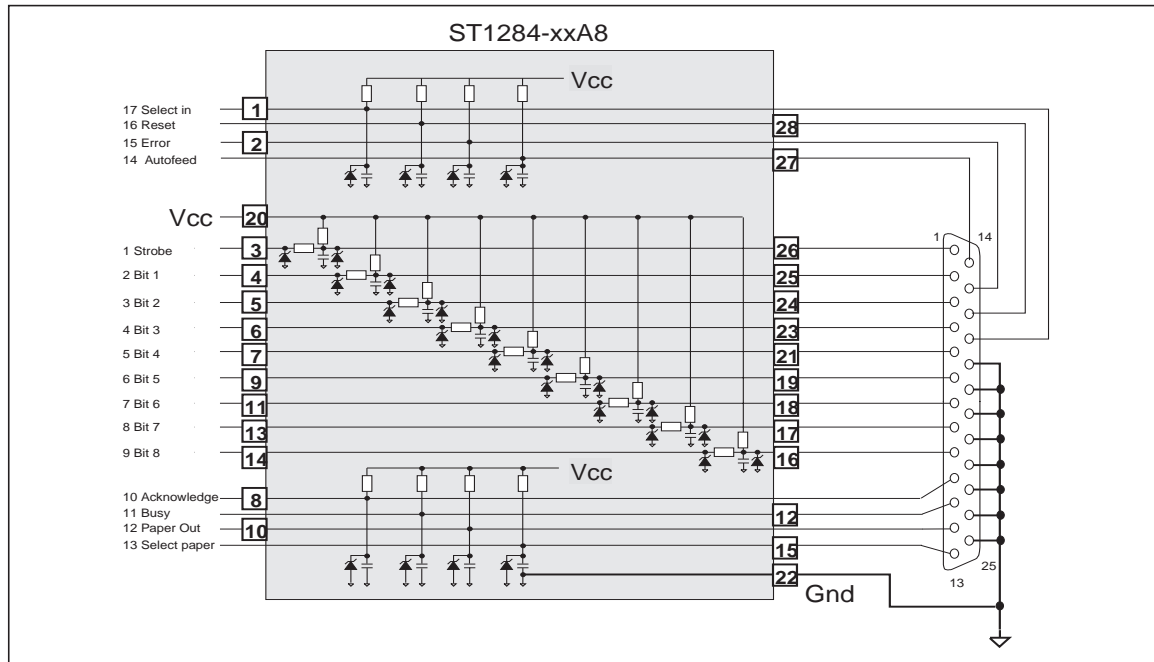 ST1284-xxA8
Vcc
17 Select in 1
16 Reset 28
15 Error 2
14 Autofeed 27
Vcc 20
1 Strobe 3 26 1 14
2 Bit 1 4 25
3 Bit 2 5 24
4 Bit 3 6 23
5 Bit 4 7 21
6 Bit 5 9 19
7 Bit 6 11 18
8 Bit 7 13 17
9 Bit 8 14 16
Vcc
10 Acknowledge 8
11 Busy 12
12 Paper Out 10
13 Select paper 15
22 Gnd 13 25